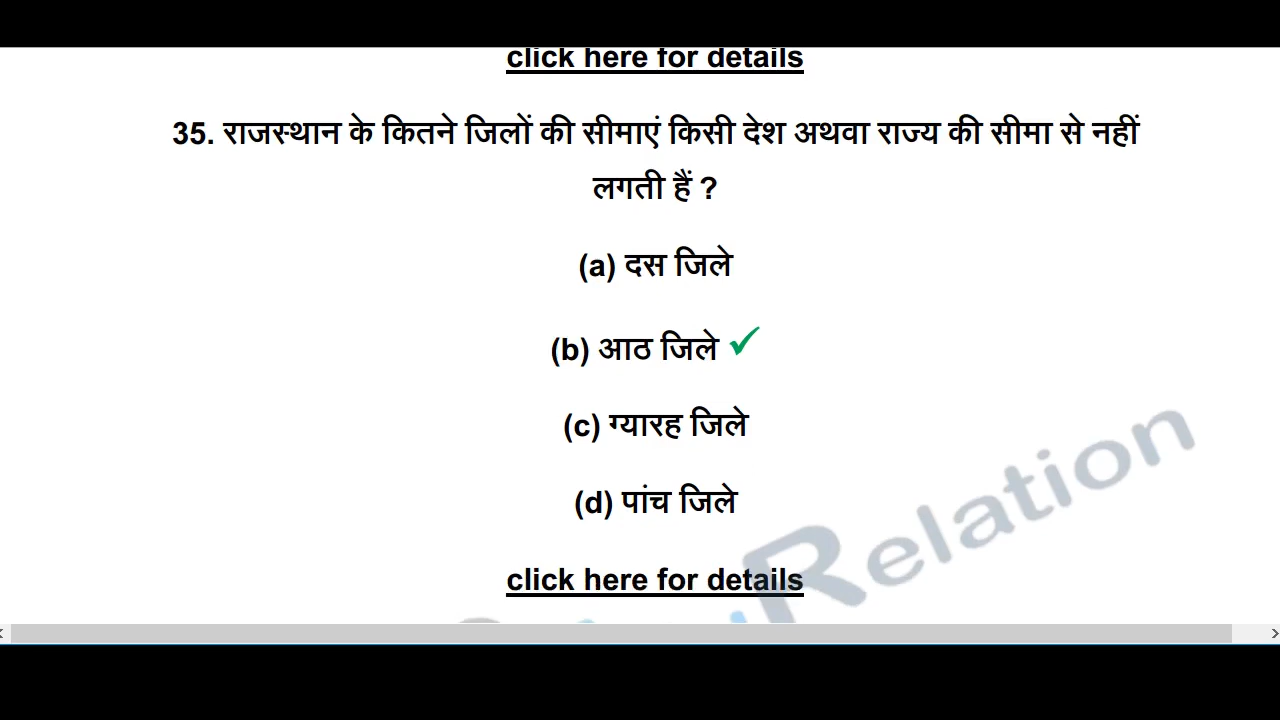 click here for details
35. राजस्थान के कितने जिलों की सीमाएं किसी देश अथवा राज्य की सीमा से नहीं
लगती हैं ?
(a) दस जिले
(b) आठ जिले ✓
(c) ग्यारह जिले
(d) पांच जिले
Relation
click here for details